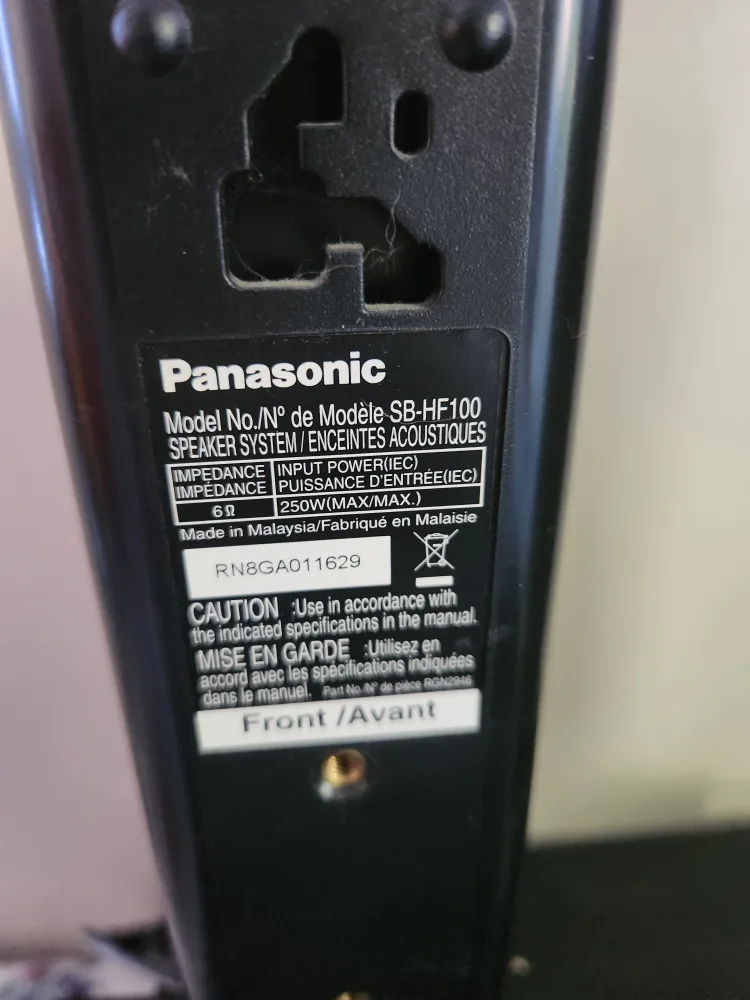 Panasonic
Model No./Nº de Modèle SB-HF100
SPEAKER SYSTEM / ENCEINTES ACOUSTIQUES
IMPEDANCE INPUT POWER(IEC)
IMPÉDANCE PUISSANCE D'ENTRÉE(IEC)
6Ω 250W(MAX/MAX.)
Made in Malaysia/Fabriqué en Malaisie
RN8GA011629
CAUTION :Use in accordance with
the indicated specifications in the manual.
MISE EN GARDE :Utilisez en
accord avec les spécifications indiquées
dans le manuel. Part No./Nº de pièce RGN2946
Front /Avant